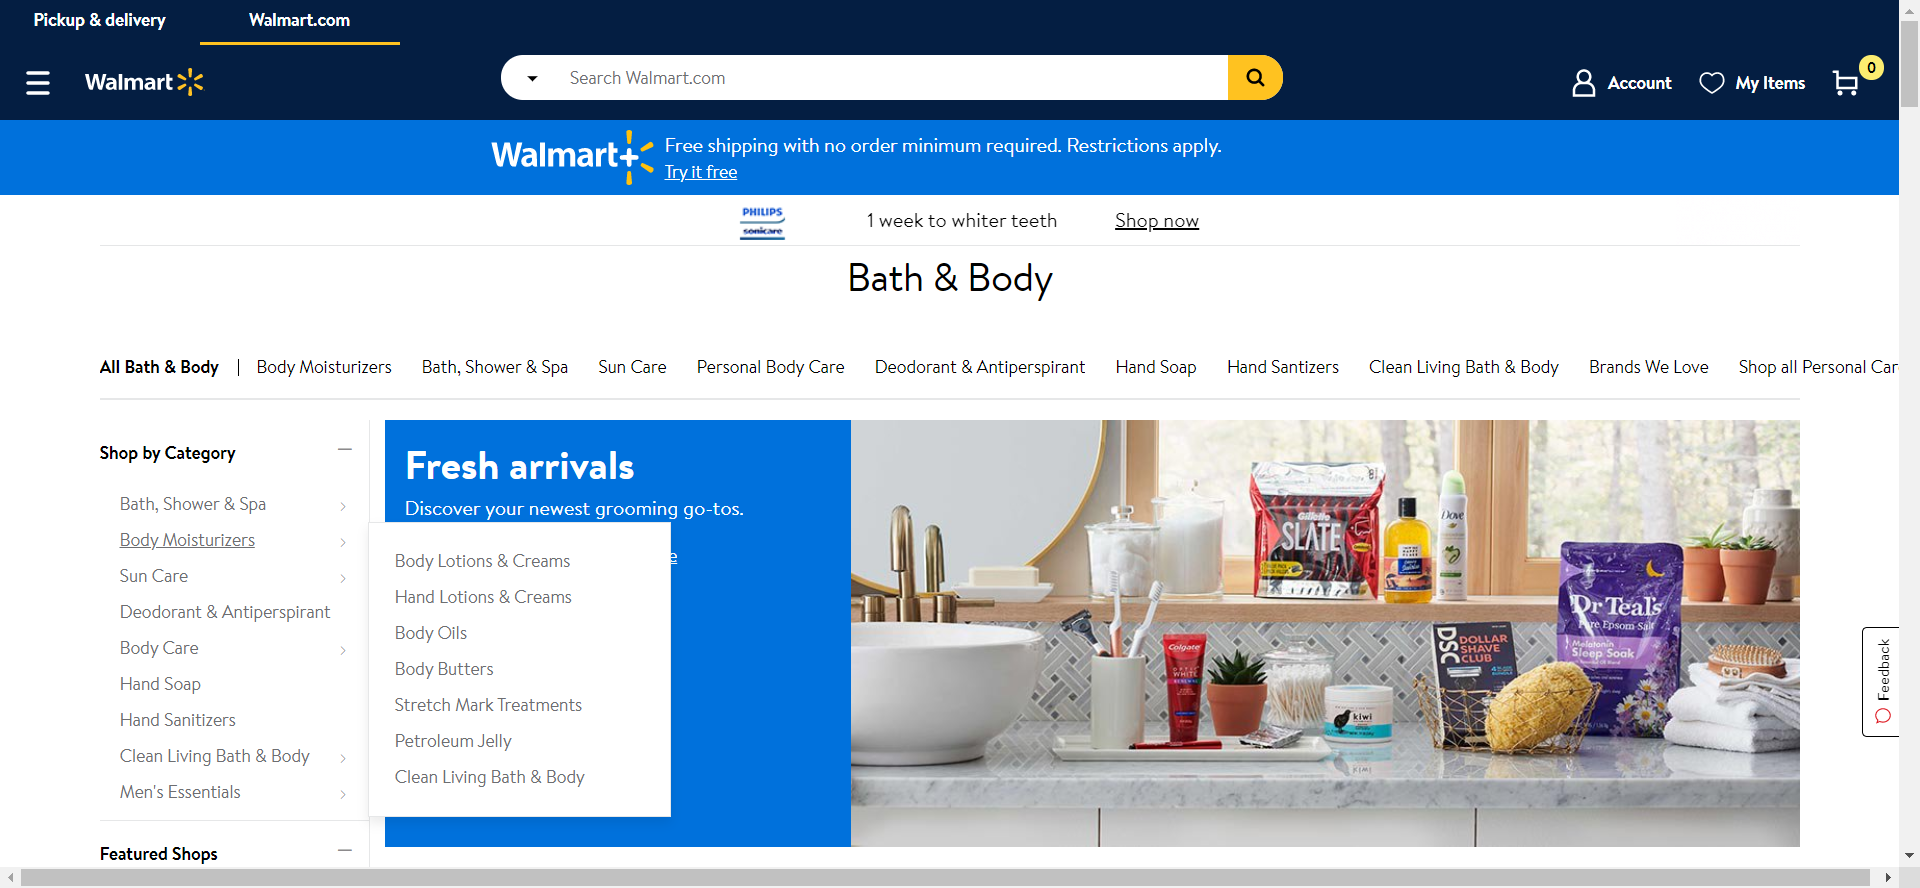 Pickup & delivery
Walmart.com
Walmart
Search Walmart.com
Account
My Items
0
Walmart+
Free shipping with no order minimum required. Restrictions apply.
Try it free
PHILIPS
sonicare
1 week to whiter teeth
Shop now
Bath & Body
All Bath & Body
Body Moisturizers
Bath, Shower & Spa
Sun Care
Personal Body Care
Deodorant & Antiperspirant
Hand Soap
Hand Santizers
Clean Living Bath & Body
Brands We Love
Shop all Personal Car
Shop by Category
Bath, Shower & Spa
Body Moisturizers
Sun Care
Deodorant & Antiperspirant
Body Care
Hand Soap
Hand Sanitizers
Clean Living Bath & Body
Men's Essentials
Featured Shops
Body Lotions & Creams
Hand Lotions & Creams
Body Oils
Body Butters
Stretch Mark Treatments
Petroleum Jelly
Clean Living Bath & Body
Fresh arrivals
Discover your newest grooming go-tos.
e
Gillette
SLATE
Dove
Dr Teal's
Pure Epsom Salt
Melatonin
Sleep Soak
DSC
DOLLAR
SHAVE
CLUB
Colgate
OPTIC
WHITE
RENEWAL
kiwi
Feedback